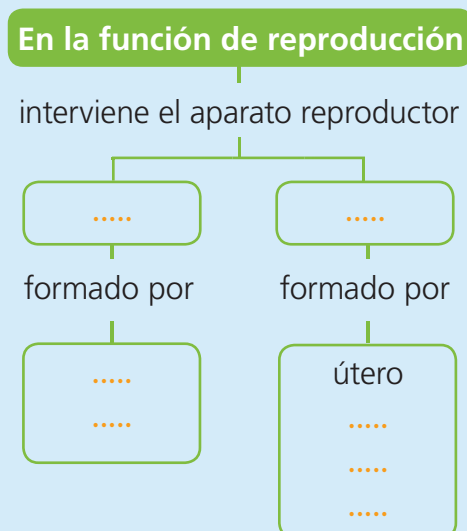 En la función de reproducción
interviene el aparato reproductor
.....
.....
formado por
formado por
.....
.....
útero
.....
.....
.....